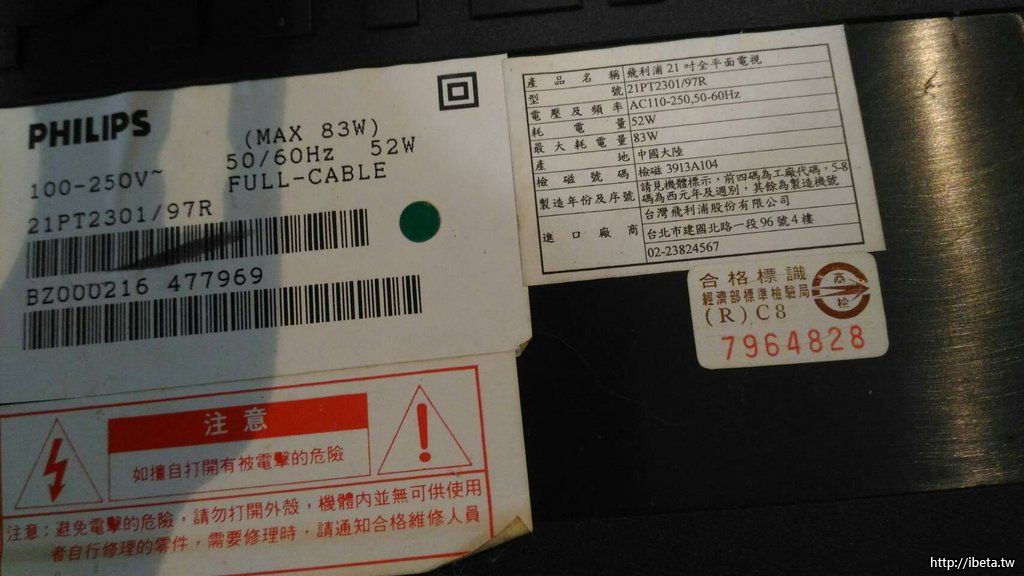 PHILIPS
(MAX 83W)
100-250V~ 50/60Hz 52W
FULL-CABLE
21PT2301/97R
BZ000216 477969
注意
如擅自打開有被電擊的危險
注意：避免電擊的危險，請勿打開外殼，機體內並無可供使用
者自行修理的零件，需要修理時，請通知合格維修人員
產品名稱 飛利浦21吋全平面電視
型號 21PT2301/97R
電壓及頻率 AC110-250,50-60Hz
耗電量 52W
最大耗電量 83W
產地 中國大陸
檢磁號碼 檢磁 3913A104
製造年份及序號 請見機體標示，前四碼為工廠代碼，5-8
碼為西元年及週別，其餘為製造機號
進口廠商 台灣飛利浦股份有限公司
台北市建國北路一段96號4樓
02-23824567
合格標識
經濟部標準檢驗局
(R)C8
商檢
7964828
http://ibeta.tw